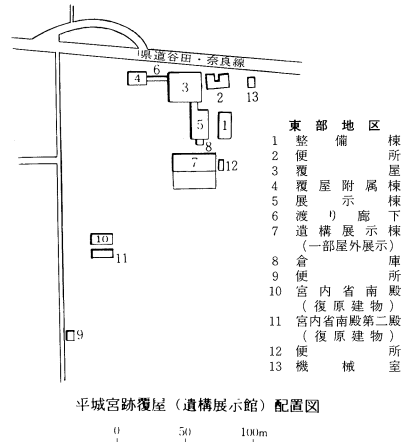 県道谷田・奈良線
6
4
3
2
13
5
1
8
7
12
10
11
9
東部地区
1 整備棟
2 便所
3 覆屋
4 覆屋附属棟
5 展示棟
6 渡り廊下
7 遺構展示棟
(一部屋外展示)
8 倉庫
9 便所
10 宮内省南殿
(復原建物)
11 宮内省南殿第二殿
(復原建物)
12 便所
13 機械室
平城宮跡覆屋(遺構展示館)配置図
0 50 100m